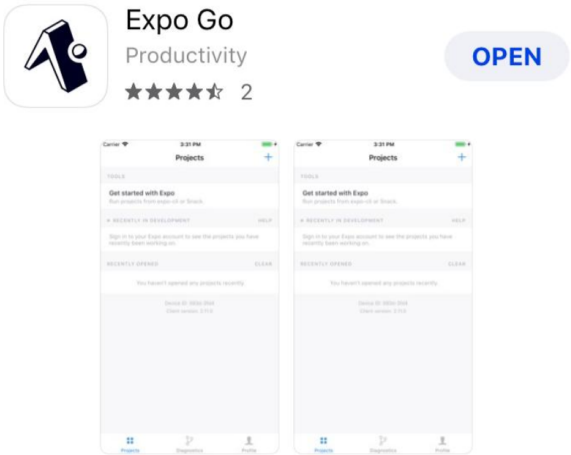 Expo Go
Productivity
OPEN
2
Carrier 3:31 PM
Projects
TOOLS
Get started with Expo
Run projects from expo-cli or Snack.
RECENTLY IN DEVELOPMENT HELP
Sign in to your Expo account to see the projects you have
recently been working on.
RECENTLY OPENED CLEAR
You haven't opened any projects recently.
Projects Diagnostics Profile
Carrier 3:31 PM
Projects
TOOLS
Get started with Expo
Run projects from expo-cli or Snack.
RECENTLY IN DEVELOPMENT HELP
Sign in to your Expo account to see the projects you have
recently been working on.
RECENTLY OPENED CLEAR
You haven't opened any projects recently.
Projects Diagnostics Profile